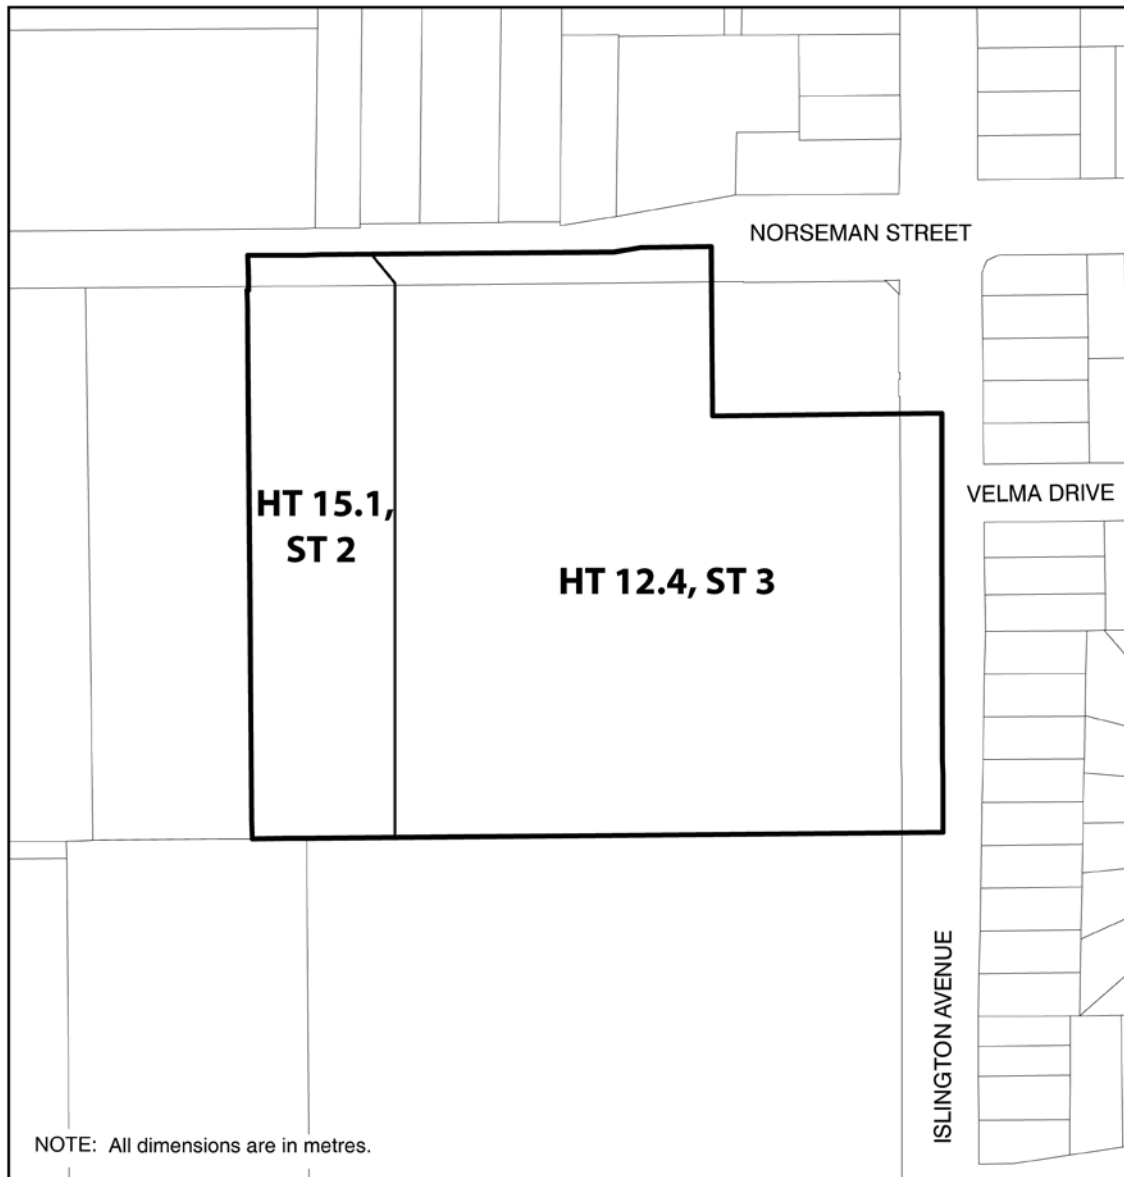 NORSEMAN STREET
VELMA DRIVE
HT 15.1,
ST 2
HT 12.4, ST 3
ISLINGTON AVENUE
NOTE: All dimensions are in metres.